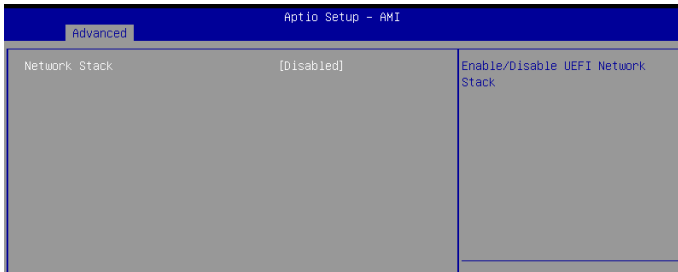 Aptio Setup – AMI
Advanced
Network Stack [Disabled]
Enable/Disable UEFI Network
Stack